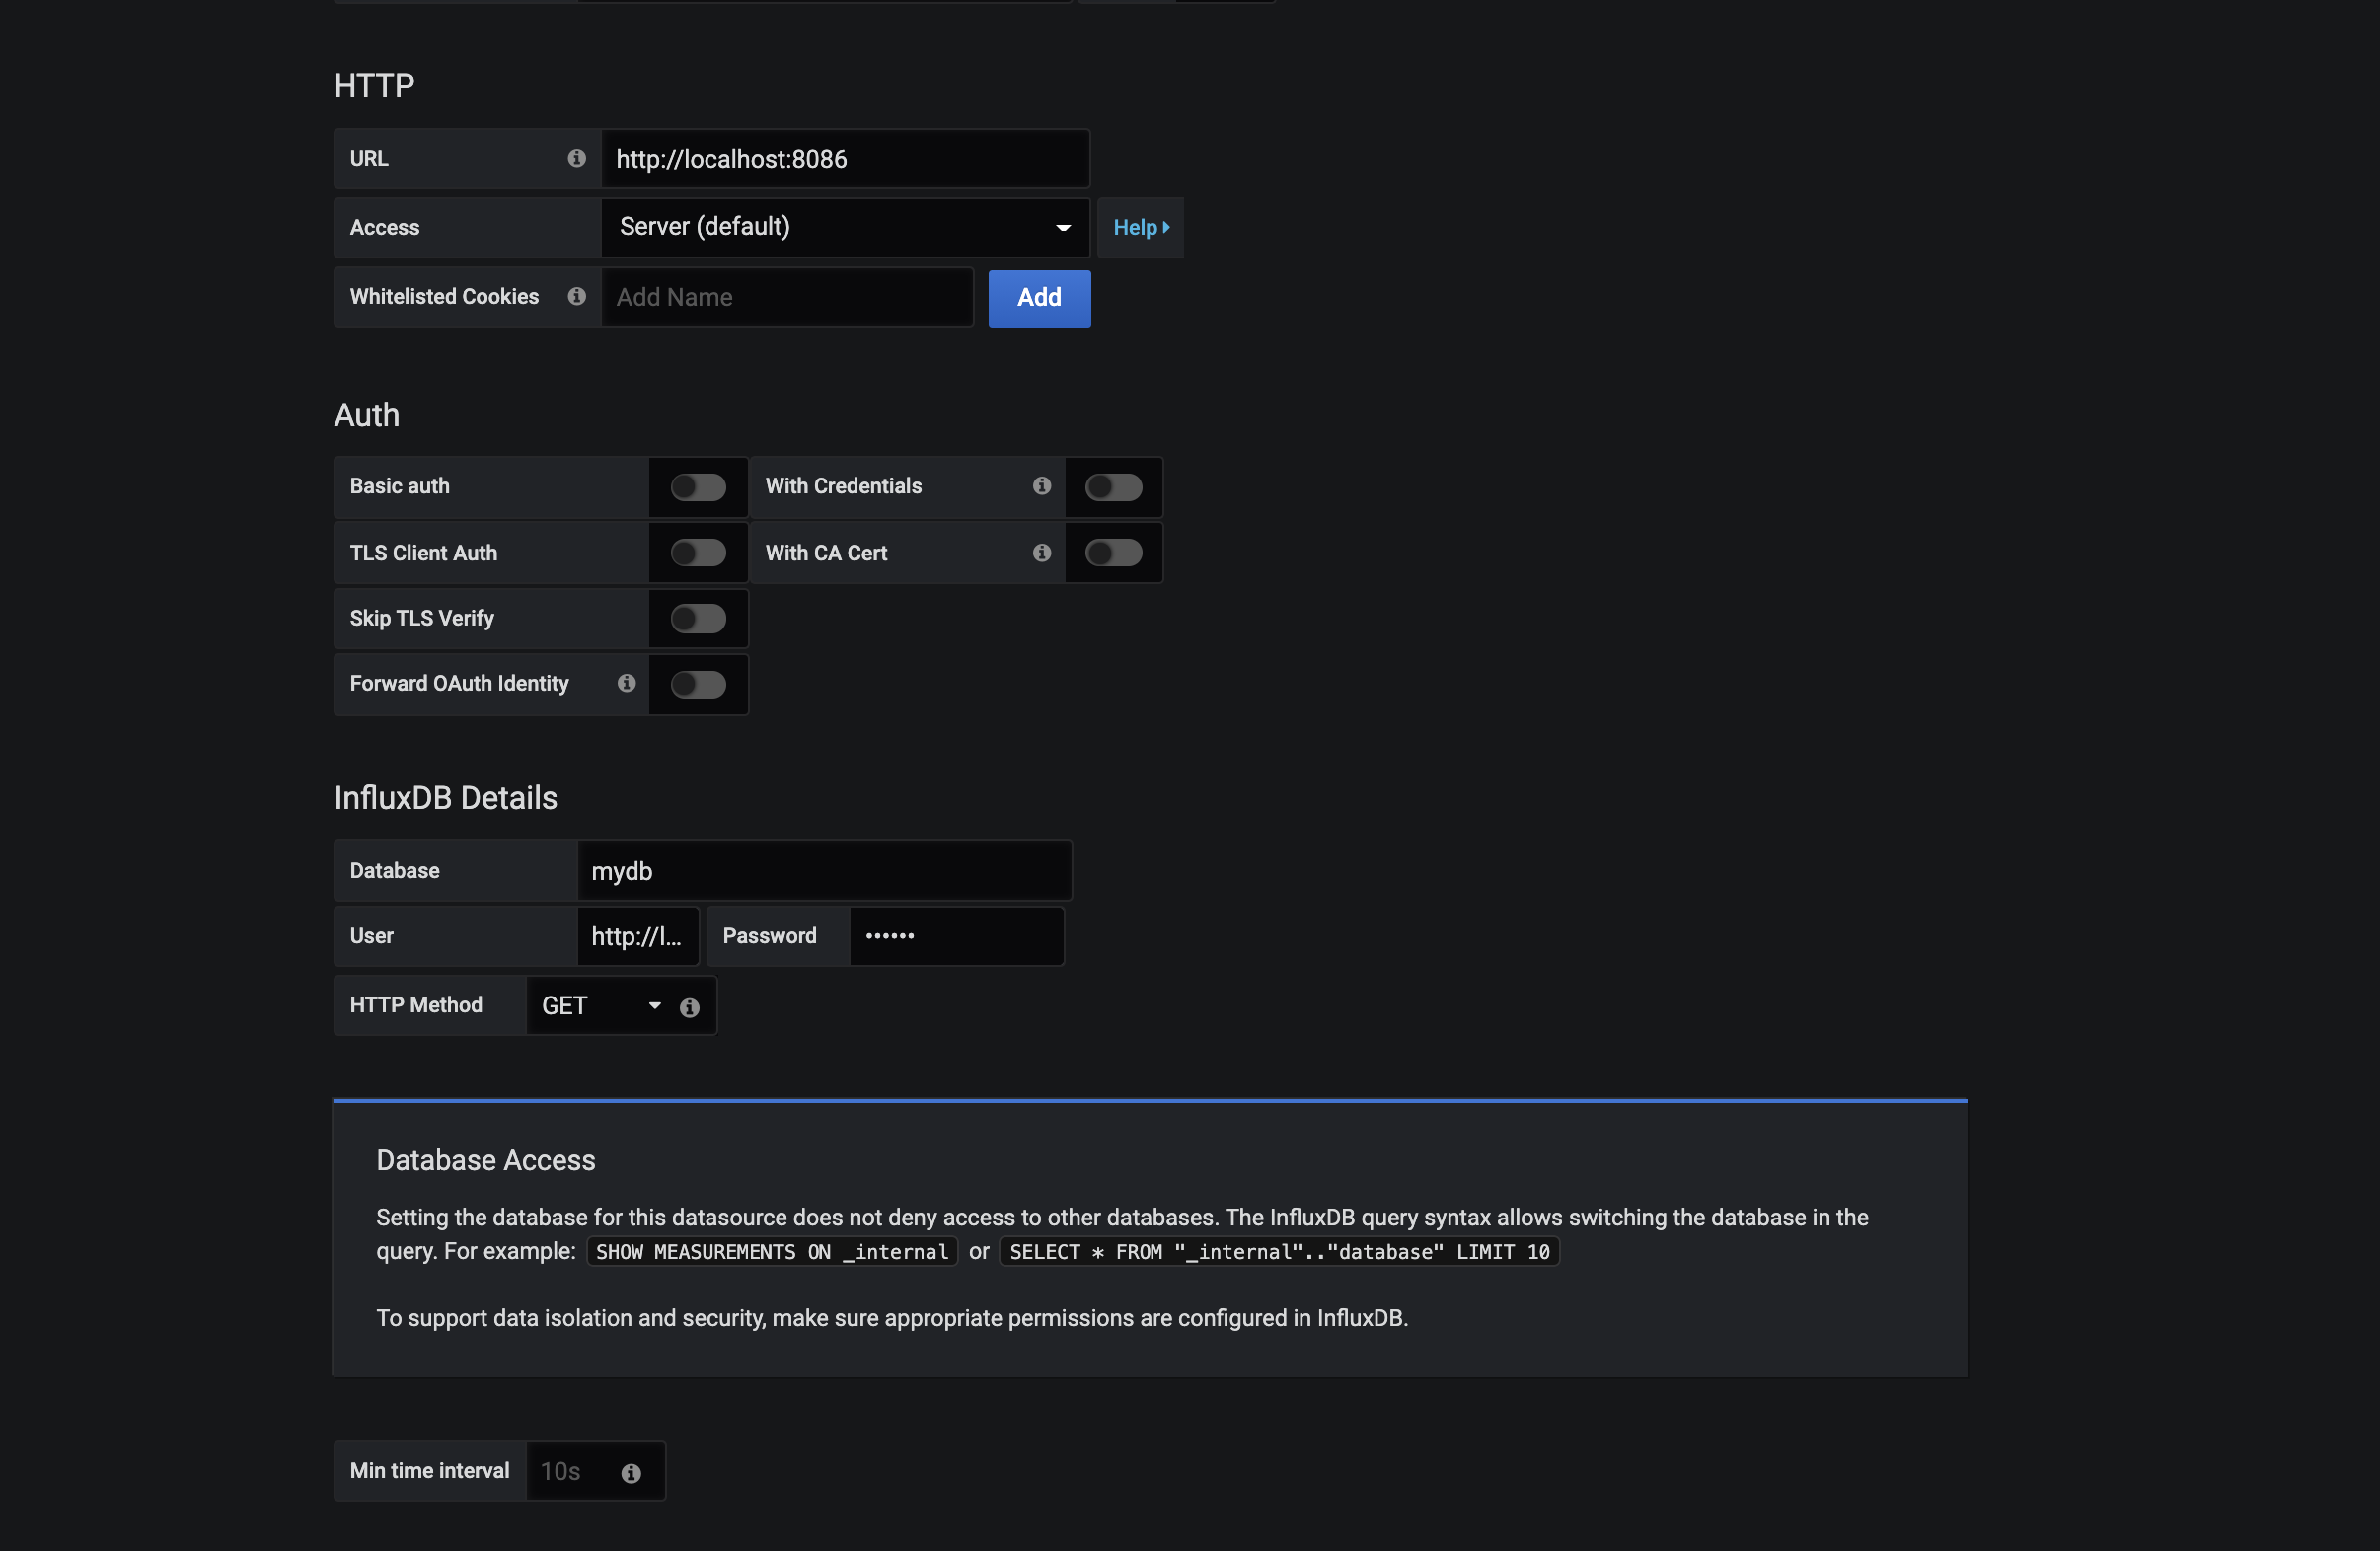 HTTP
URL http://localhost:8086
Access Server (default) Help
Whitelisted Cookies Add Name Add
Auth
Basic auth With Credentials
TLS Client Auth With CA Cert
Skip TLS Verify
Forward OAuth Identity
InfluxDB Details
Database mydb
User http://l... Password ••••••
HTTP Method GET
Database Access
Setting the database for this datasource does not deny access to other databases. The InfluxDB query syntax allows switching the database in the
query. For example: SHOW MEASUREMENTS ON _internal or SELECT * FROM "_internal".."database" LIMIT 10
To support data isolation and security, make sure appropriate permissions are configured in InfluxDB.
Min time interval 10s